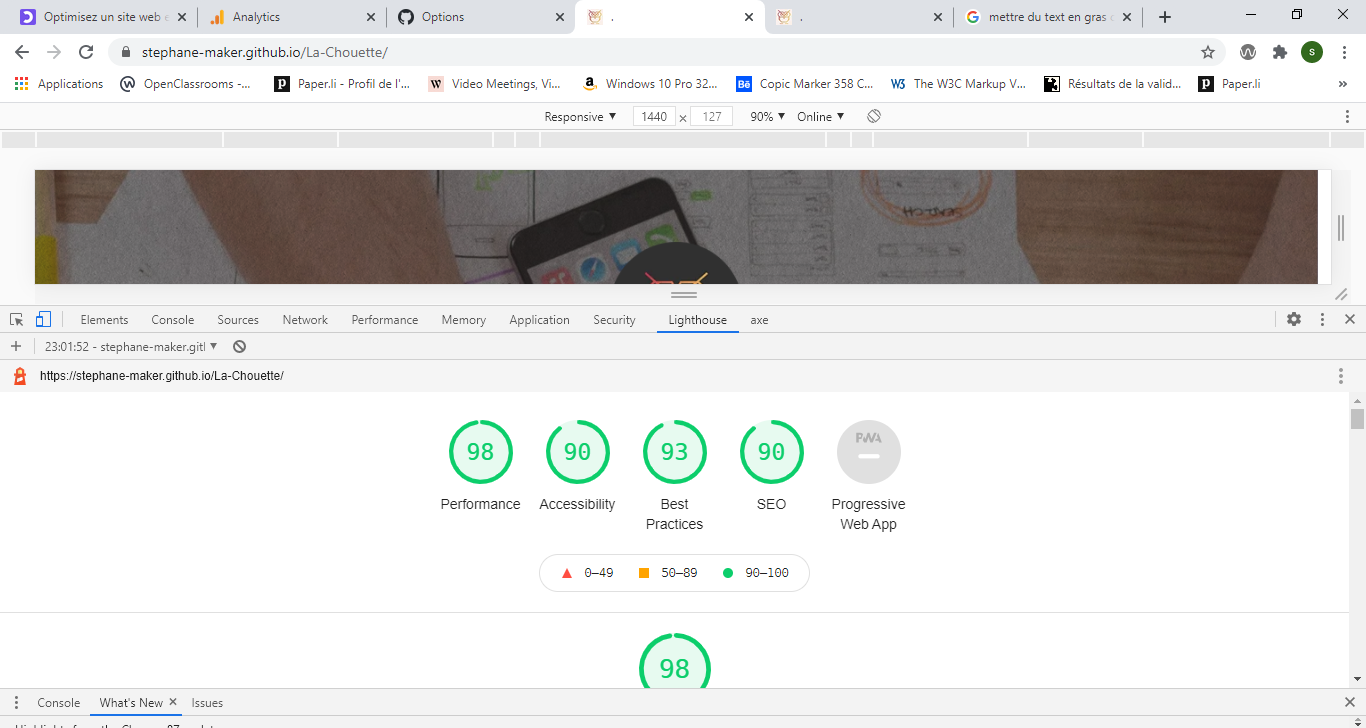 Optimisez un site web e
Analytics
Options
.
.
mettre du text en gras
stephane-maker.github.io/La-Chouette/
s
Applications
OpenClassrooms -...
Paper.li - Profil de l'...
Video Meetings, Vi...
Windows 10 Pro 32...
Copic Marker 358 C...
The W3C Markup V...
Résultats de la valid...
Paper.li
»
Responsive ▼ 1440 × 127 90% ▼ Online ▼
Elements Console Sources Network Performance Memory Application Security Lighthouse axe
23:01:52 - stephane-maker.gitl ▼
https://stephane-maker.github.io/La-Chouette/
98 90 93 90 PWA
Performance Accessibility Best Practices SEO Progressive Web App
0–49 50–89 90–100
98
Console What's New Issues